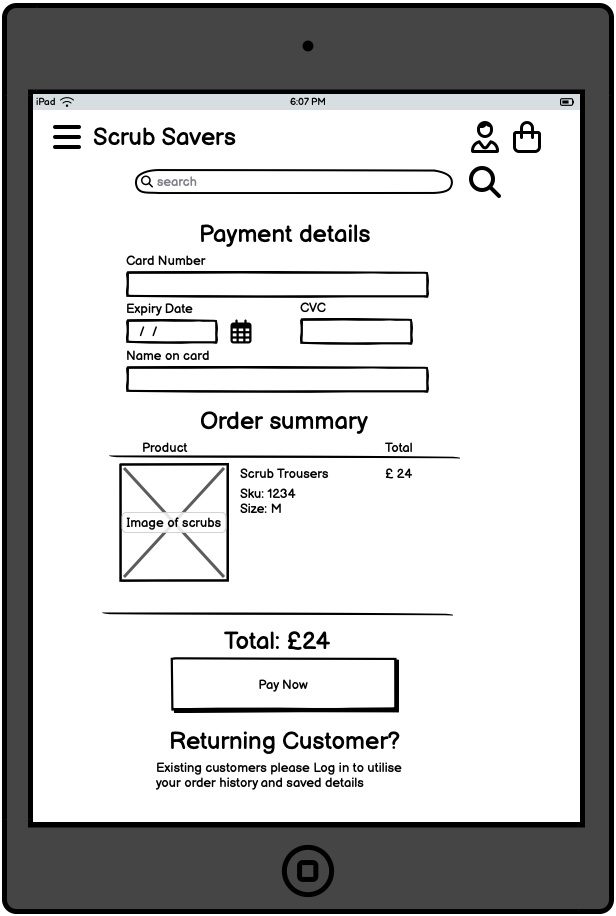 iPad 6:07 PM
Scrub Savers
search
Payment details
Card Number
Expiry Date CVC
/ /
Name on card
Order summary
Product Total
Scrub Trousers £ 24
Sku: 1234
Size: M
Image of scrubs
Total: £24
Pay Now
Returning Customer?
Existing customers please Log in to utilise
your order history and saved details